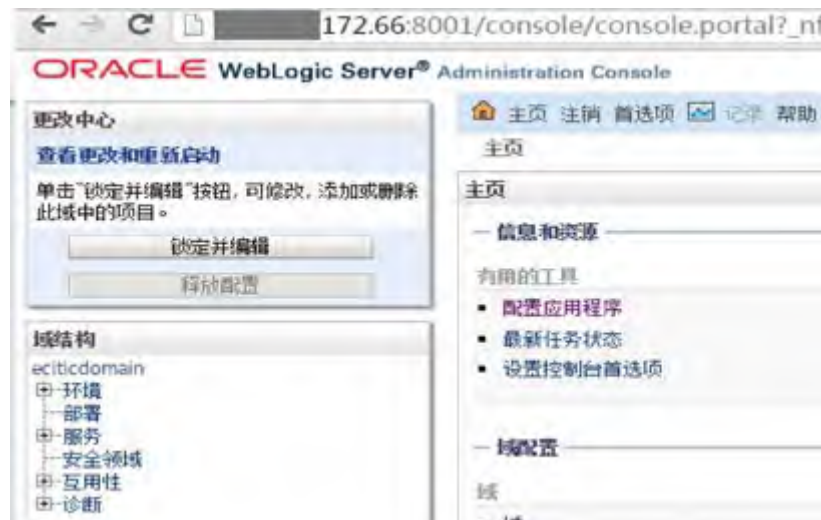 172.66:8001/console/console.portal?_nf
ORACLE WebLogic Server® Administration Console
更改中心
查看更改和重新启动
单击“锁定并编辑”按钮, 可修改, 添加或删除
此域中的项目。
锁定并编辑
释放配置
域结构
eciticdomain
环境
部署
服务
安全领域
互用性
诊断
主页 注销 首选项 记录 帮助
主页
主页
信息和资源
有用的工具
配置应用程序
最新任务状态
设置控制台首选项
域配置
域